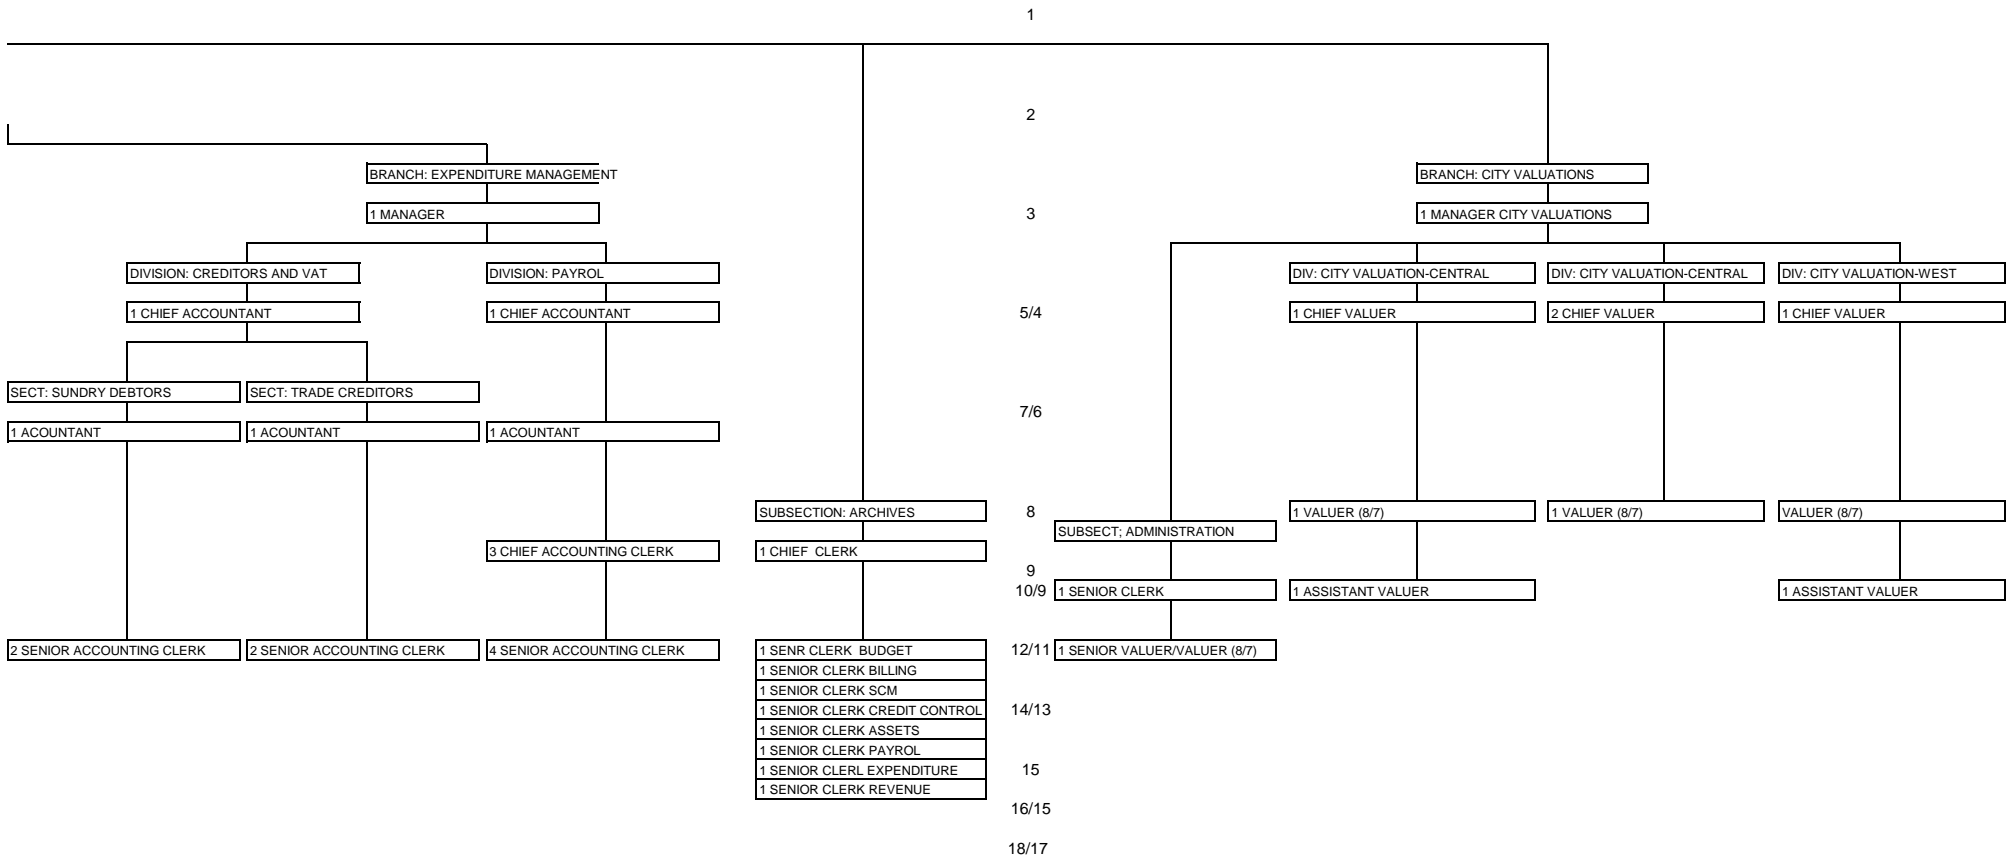 1
2
BRANCH: EXPENDITURE MANAGEMENT
BRANCH: CITY VALUATIONS
1 MANAGER
3
1 MANAGER CITY VALUATIONS
DIVISION: CREDITORS AND VAT
DIVISION: PAYROL
DIV: CITY VALUATION-CENTRAL
DIV: CITY VALUATION-CENTRAL
DIV: CITY VALUATION-WEST
1 CHIEF ACCOUNTANT
1 CHIEF ACCOUNTANT
5/4
1 CHIEF VALUER
2 CHIEF VALUER
1 CHIEF VALUER
SECT: SUNDRY DEBTORS
SECT: TRADE CREDITORS
7/6
1 ACOUNTANT
1 ACOUNTANT
1 ACOUNTANT
SUBSECTION: ARCHIVES
8
1 VALUER (8/7)
1 VALUER (8/7)
VALUER (8/7)
SUBSECT; ADMINISTRATION
3 CHIEF ACCOUNTING CLERK
1 CHIEF  CLERK
9
10/9
1 SENIOR CLERK
1 ASSISTANT VALUER
1 ASSISTANT VALUER
2 SENIOR ACCOUNTING CLERK
2 SENIOR ACCOUNTING CLERK
4 SENIOR ACCOUNTING CLERK
1 SENR CLERK  BUDGET
12/11
1 SENIOR VALUER/VALUER (8/7)
1 SENIOR CLERK BILLING
1 SENIOR CLERK SCM
1 SENIOR CLERK CREDIT CONTROL
14/13
1 SENIOR CLERK ASSETS
1 SENIOR CLERK PAYROL
1 SENIOR CLERL EXPENDITURE
15
1 SENIOR CLERK REVENUE
16/15
18/17